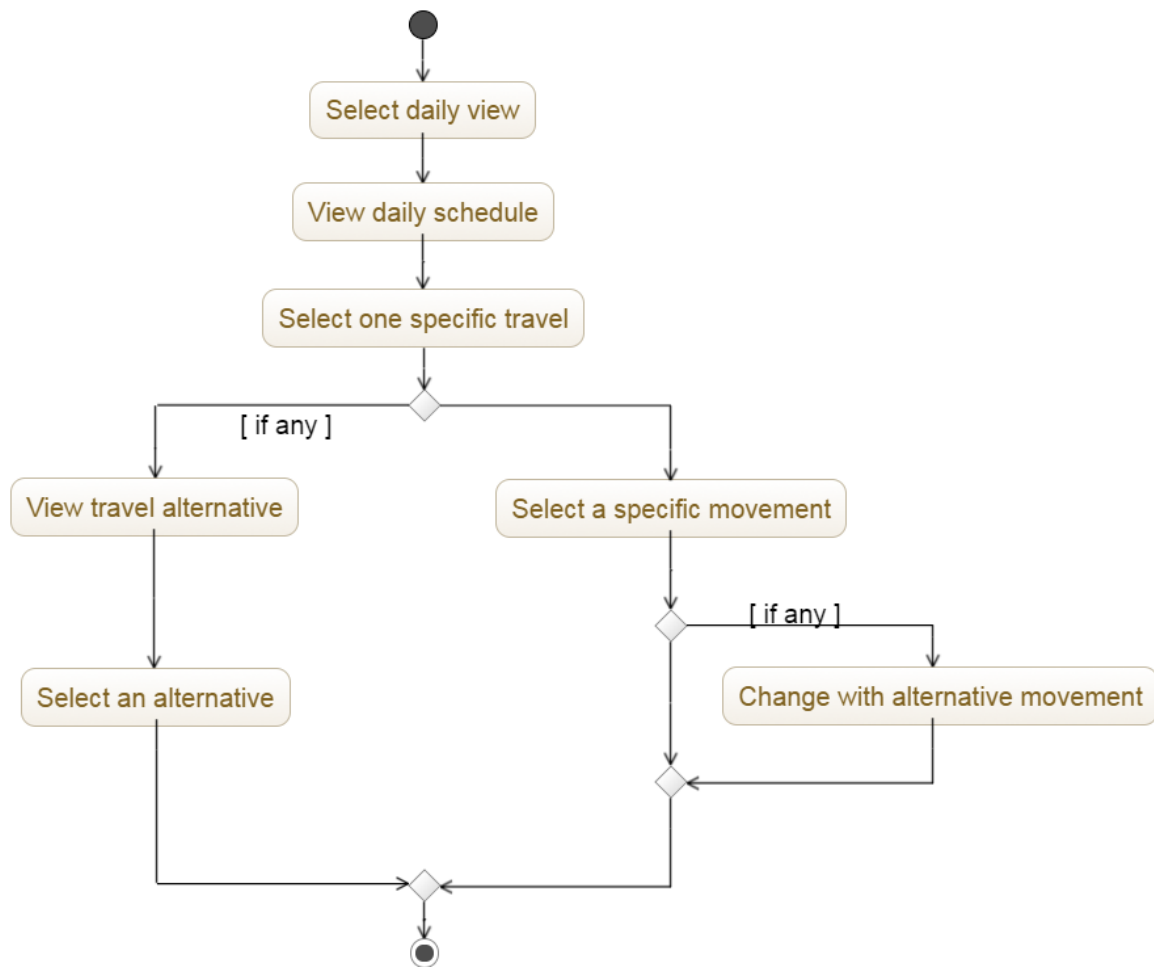 Select daily view
View daily schedule
Select one specific travel
[ if any ]
View travel alternative
Select a specific movement
[ if any ]
Select an alternative
Change with alternative movement